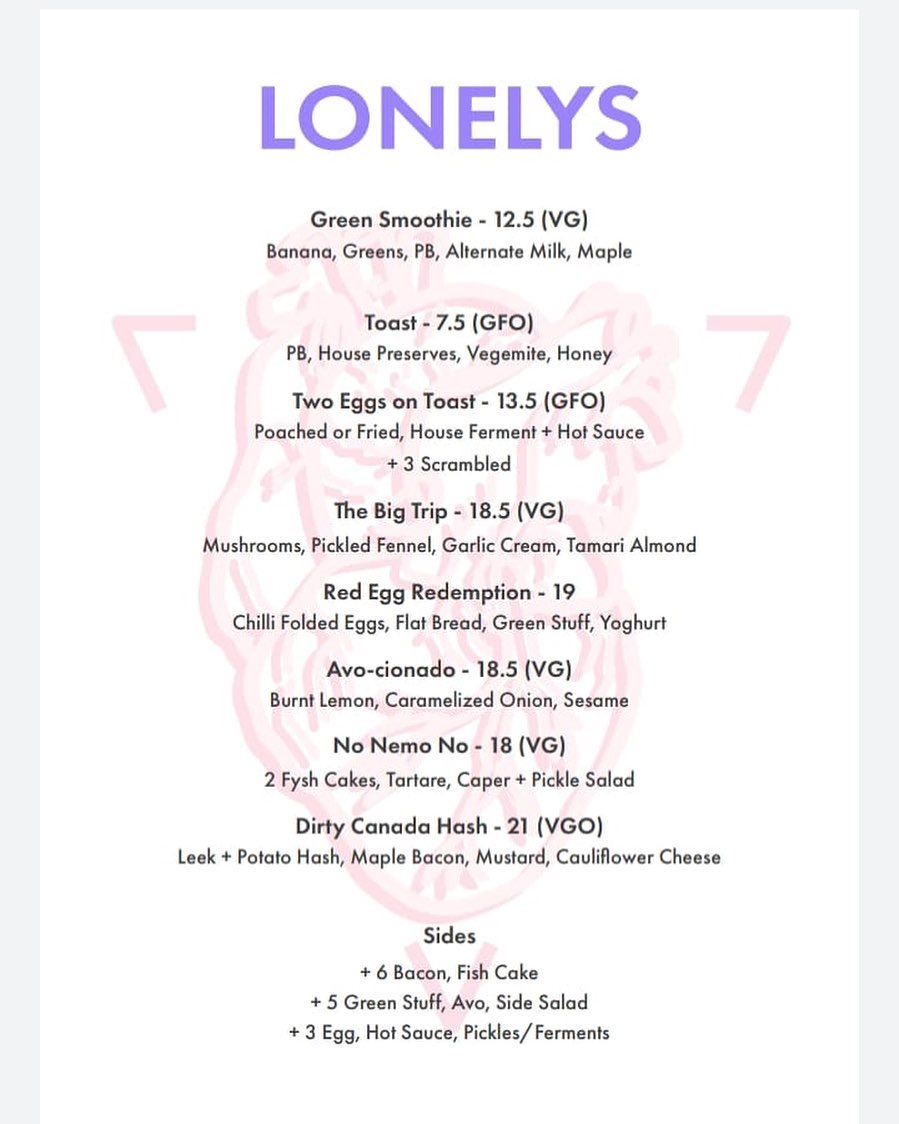 LONELYS
Green Smoothie - 12.5 (VG)
Banana, Greens, PB, Alternate Milk, Maple
Toast - 7.5 (GFO)
PB, House Preserves, Vegemite, Honey
Two Eggs on Toast - 13.5 (GFO)
Poached or Fried, House Ferment + Hot Sauce
+ 3 Scrambled
The Big Trip - 18.5 (VG)
Mushrooms, Pickled Fennel, Garlic Cream, Tamari Almond
Red Egg Redemption - 19
Chilli Folded Eggs, Flat Bread, Green Stuff, Yoghurt
Avo-cionado - 18.5 (VG)
Burnt Lemon, Caramelized Onion, Sesame
No Nemo No - 18 (VG)
2 Fysh Cakes, Tartare, Caper + Pickle Salad
Dirty Canada Hash - 21 (VGO)
Leek + Potato Hash, Maple Bacon, Mustard, Cauliflower Cheese
Sides
+ 6 Bacon, Fish Cake
+ 5 Green Stuff, Avo, Side Salad
+ 3 Egg, Hot Sauce, Pickles/Ferments